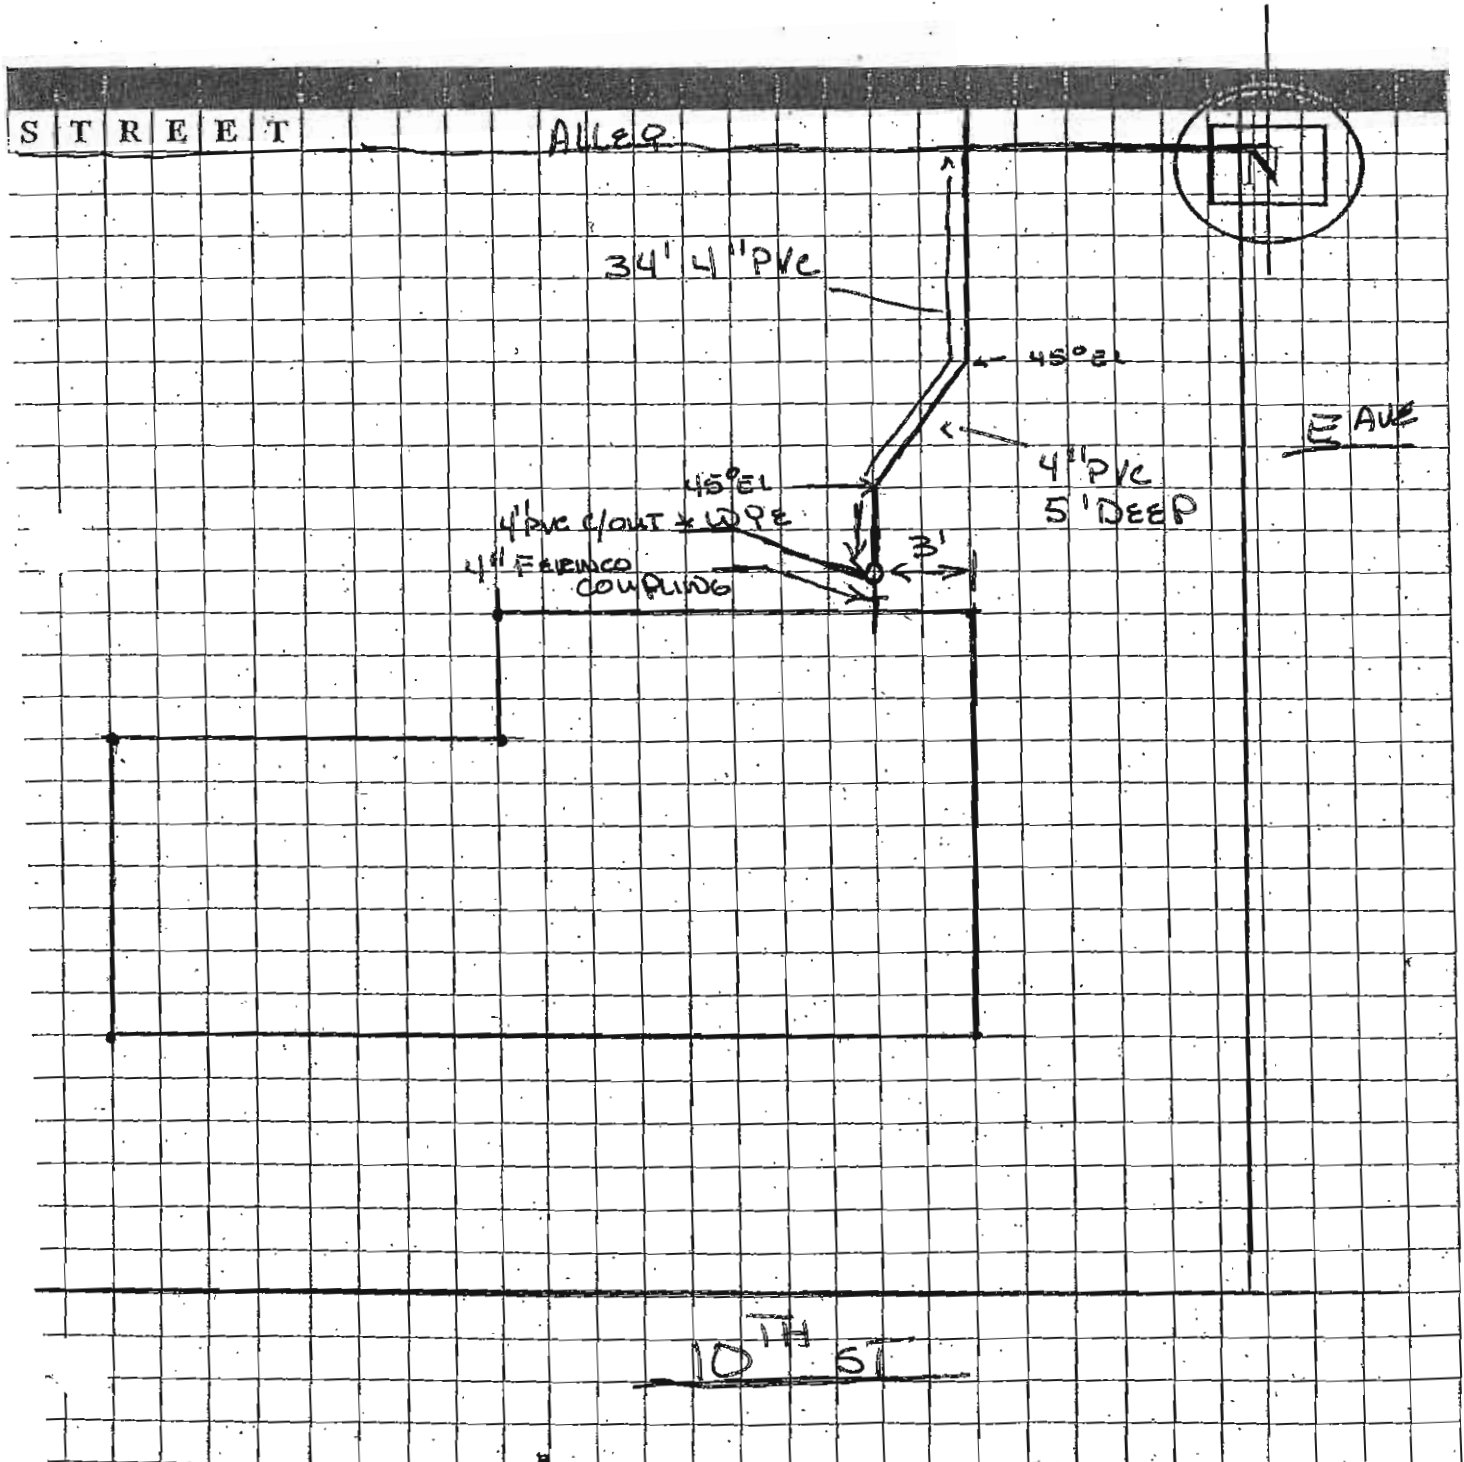 STREET
ALLEY
N
34' 4" PVC
45° EL
E AVE
4" PVC
5' DEEP
45° EL
4" PVC C/OUT & WYE
3'
4" FERNCO
COUPLING
10TH ST